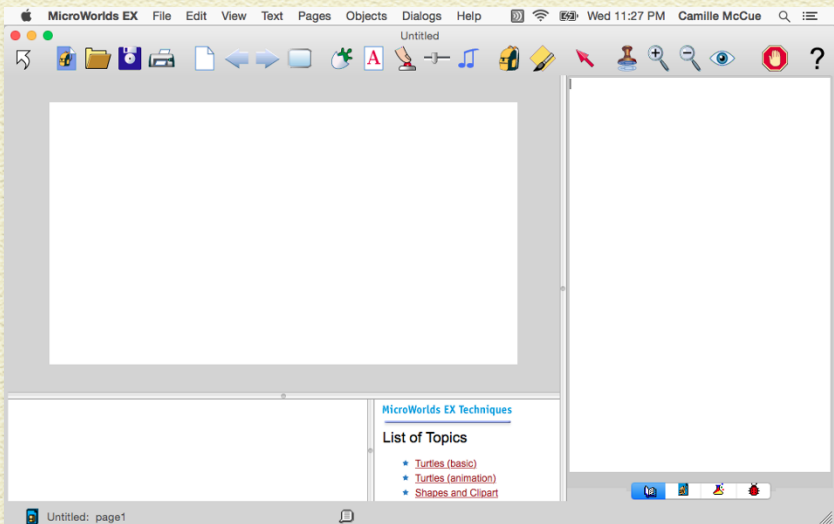 MicroWorlds EX File Edit View Text Pages Objects Dialogs Help Wed 11:27 PM Camille McCue
Untitled
A
?
MicroWorlds EX Techniques
List of Topics
Turtles (basic)
Turtles (animation)
Shapes and Clipart
Untitled: page1